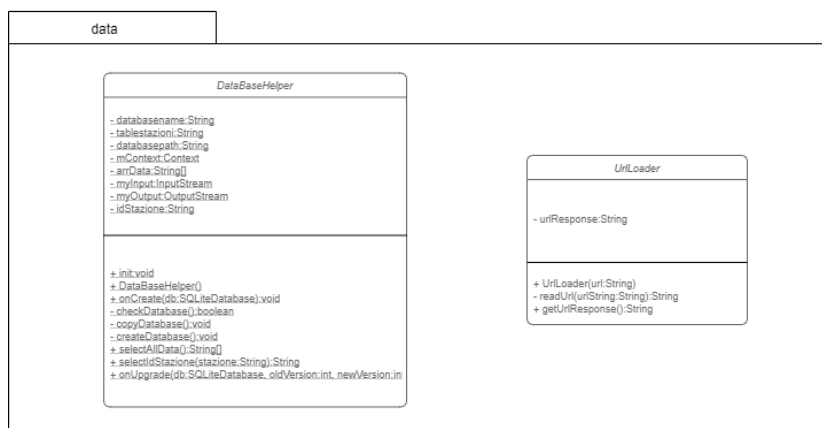 data
DataBaseHelper
- databasename:String
- tablestazioni:String
- databasepath:String
- mContext:Context
- arrData:String[]
- myInput:InputStream
- myOutput:OutputStream
- idStazione:String
+ init:void
+ DataBaseHelper()
+ onCreate(db:SQLiteDatabase):void
- checkDatabase():boolean
- copyDatabase():void
- createDatabase():void
+ selectAllData():String[]
+ selectIdStazione(stazione:String):String
+ onUpgrade(db:SQLiteDatabase, oldVersion:int, newVersion:in
UrlLoader
- urlResponse:String
+ UrlLoader(url:String)
- readUrl(urlString:String):String
+ getUrlResponse():String